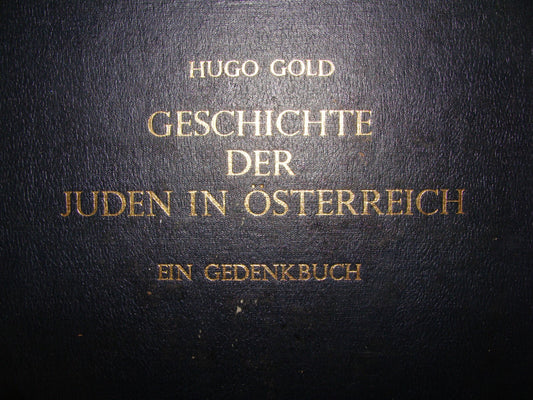 HUGO GOLD
GESCHICHTE
DER
JUDEN IN ÖSTERREICH
EIN GEDENKBUCH